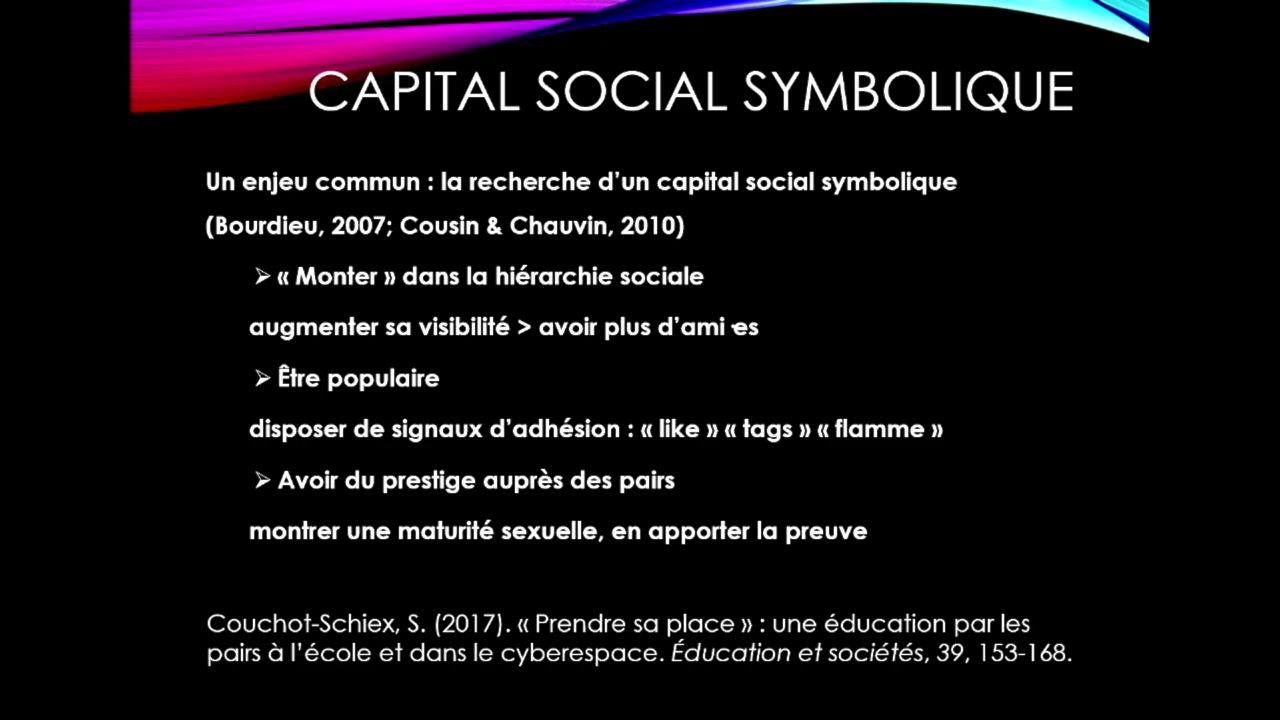 CAPITAL SOCIAL SYMBOLIQUE
Un enjeu commun : la recherche d’un capital social symbolique
(Bourdieu, 2007; Cousin & Chauvin, 2010)
➢ « Monter » dans la hiérarchie sociale
augmenter sa visibilité > avoir plus d’ami·es
➢ Être populaire
disposer de signaux d’adhésion : « like » « tags » « flamme »
➢ Avoir du prestige auprès des pairs
montrer une maturité sexuelle, en apporter la preuve
Couchot-Schiex, S. (2017). « Prendre sa place » : une éducation par les
pairs à l’école et dans le cyberespace. Éducation et sociétés, 39, 153-168.